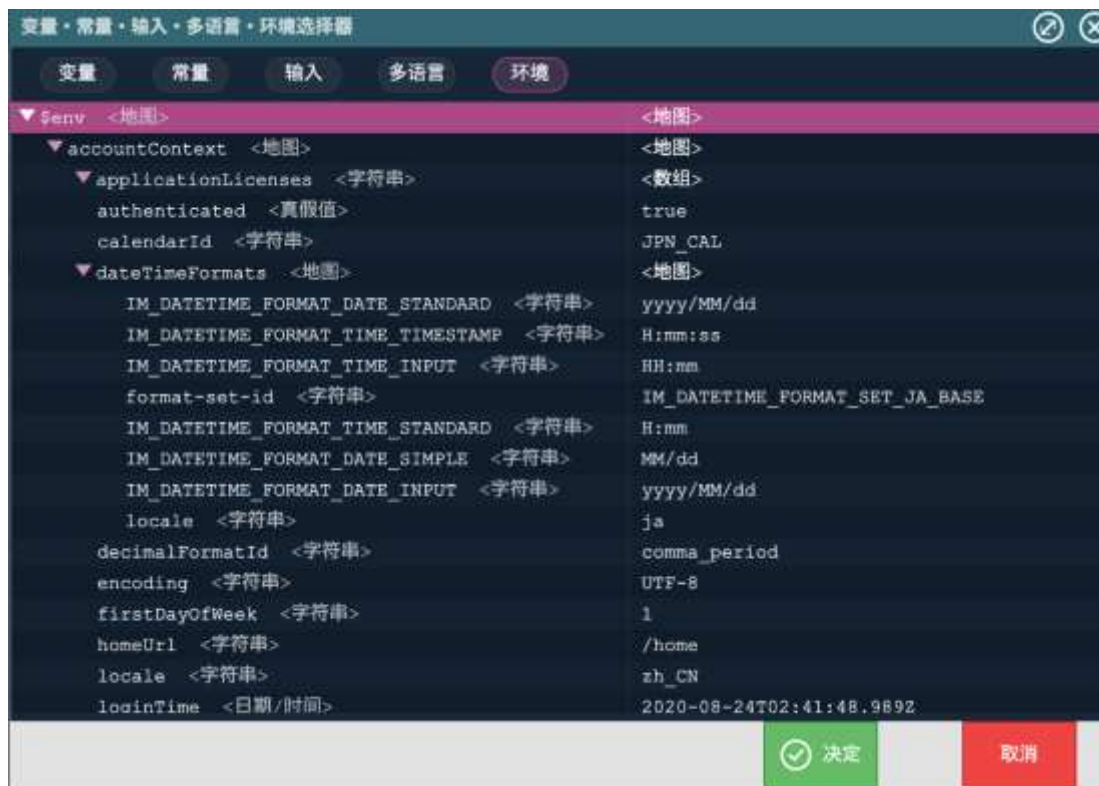 变量・常量・输入・多语言・环境选择器
变量 常量 输入 多语言 环境
$env <地图> <地图>
accountContext <地图> <地图>
applicationLicenses <字符串> <数组>
authenticated <真假值> true
calendarId <字符串> JPN_CAL
dateTimeFormats <地图> <地图>
IM_DATETIME_FORMAT_DATE_STANDARD <字符串> yyyy/MM/dd
IM_DATETIME_FORMAT_TIME_TIMESTAMP <字符串> H:mm:ss
IM_DATETIME_FORMAT_TIME_INPUT <字符串> HH:mm
format-set-id <字符串> IM_DATETIME_FORMAT_SET_JA_BASE
IM_DATETIME_FORMAT_TIME_STANDARD <字符串> H:mm
IM_DATETIME_FORMAT_DATE_SIMPLE <字符串> MM/dd
IM_DATETIME_FORMAT_DATE_INPUT <字符串> yyyy/MM/dd
locale <字符串> ja
decimalFormatId <字符串> comma_period
encoding <字符串> UTF-8
firstDayOfWeek <字符串> 1
homeUrl <字符串> /home
locale <字符串> zh_CN
loginTime <日期/时间> 2020-08-24T02:41:48.989Z
决定 取消